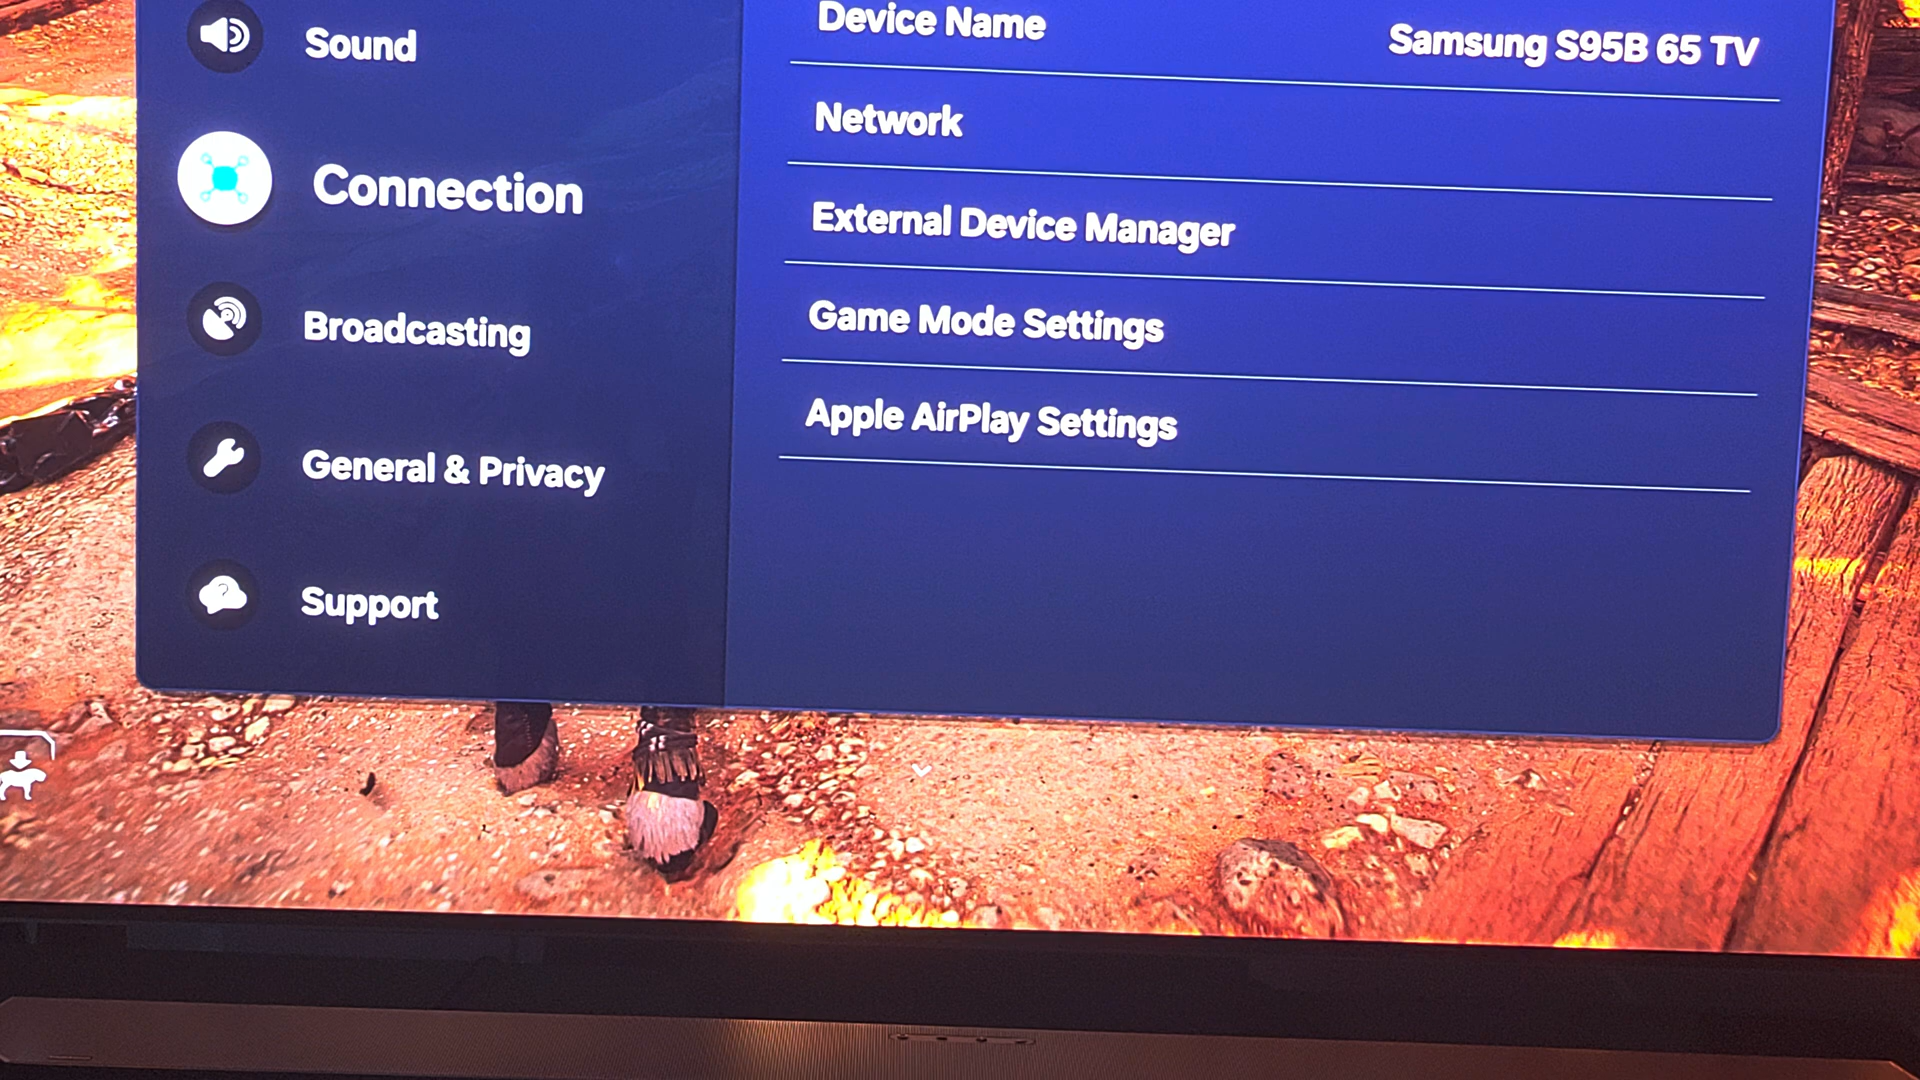 Sound
Connection
Broadcasting
General & Privacy
Support
Device Name
Samsung S95B 65 TV
Network
External Device Manager
Game Mode Settings
Apple AirPlay Settings